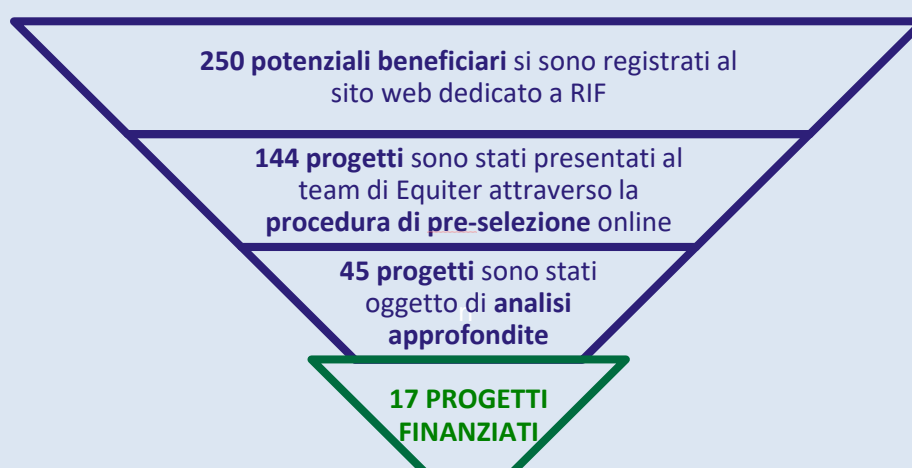 250 potenziali beneficiari si sono registrati al
sito web dedicato a RIF
144 progetti sono stati presentati al
team di Equiter attraverso la
procedura di pre-selezione online
45 progetti sono stati
oggetto di analisi
approfondite
17 PROGETTI
FINANZIATI